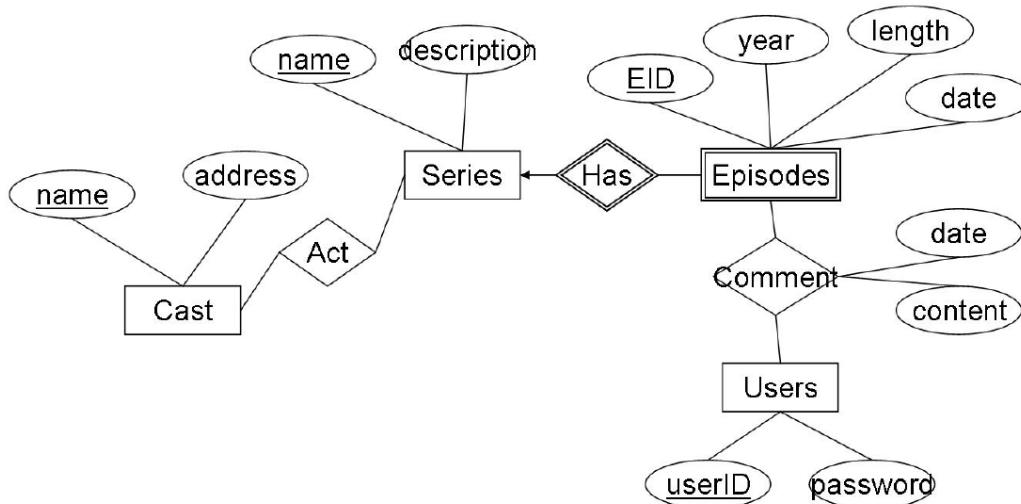 name
description
EID
year
length
date
name
address
Series
Has
Episodes
Act
Cast
Comment
date
content
Users
userID
password